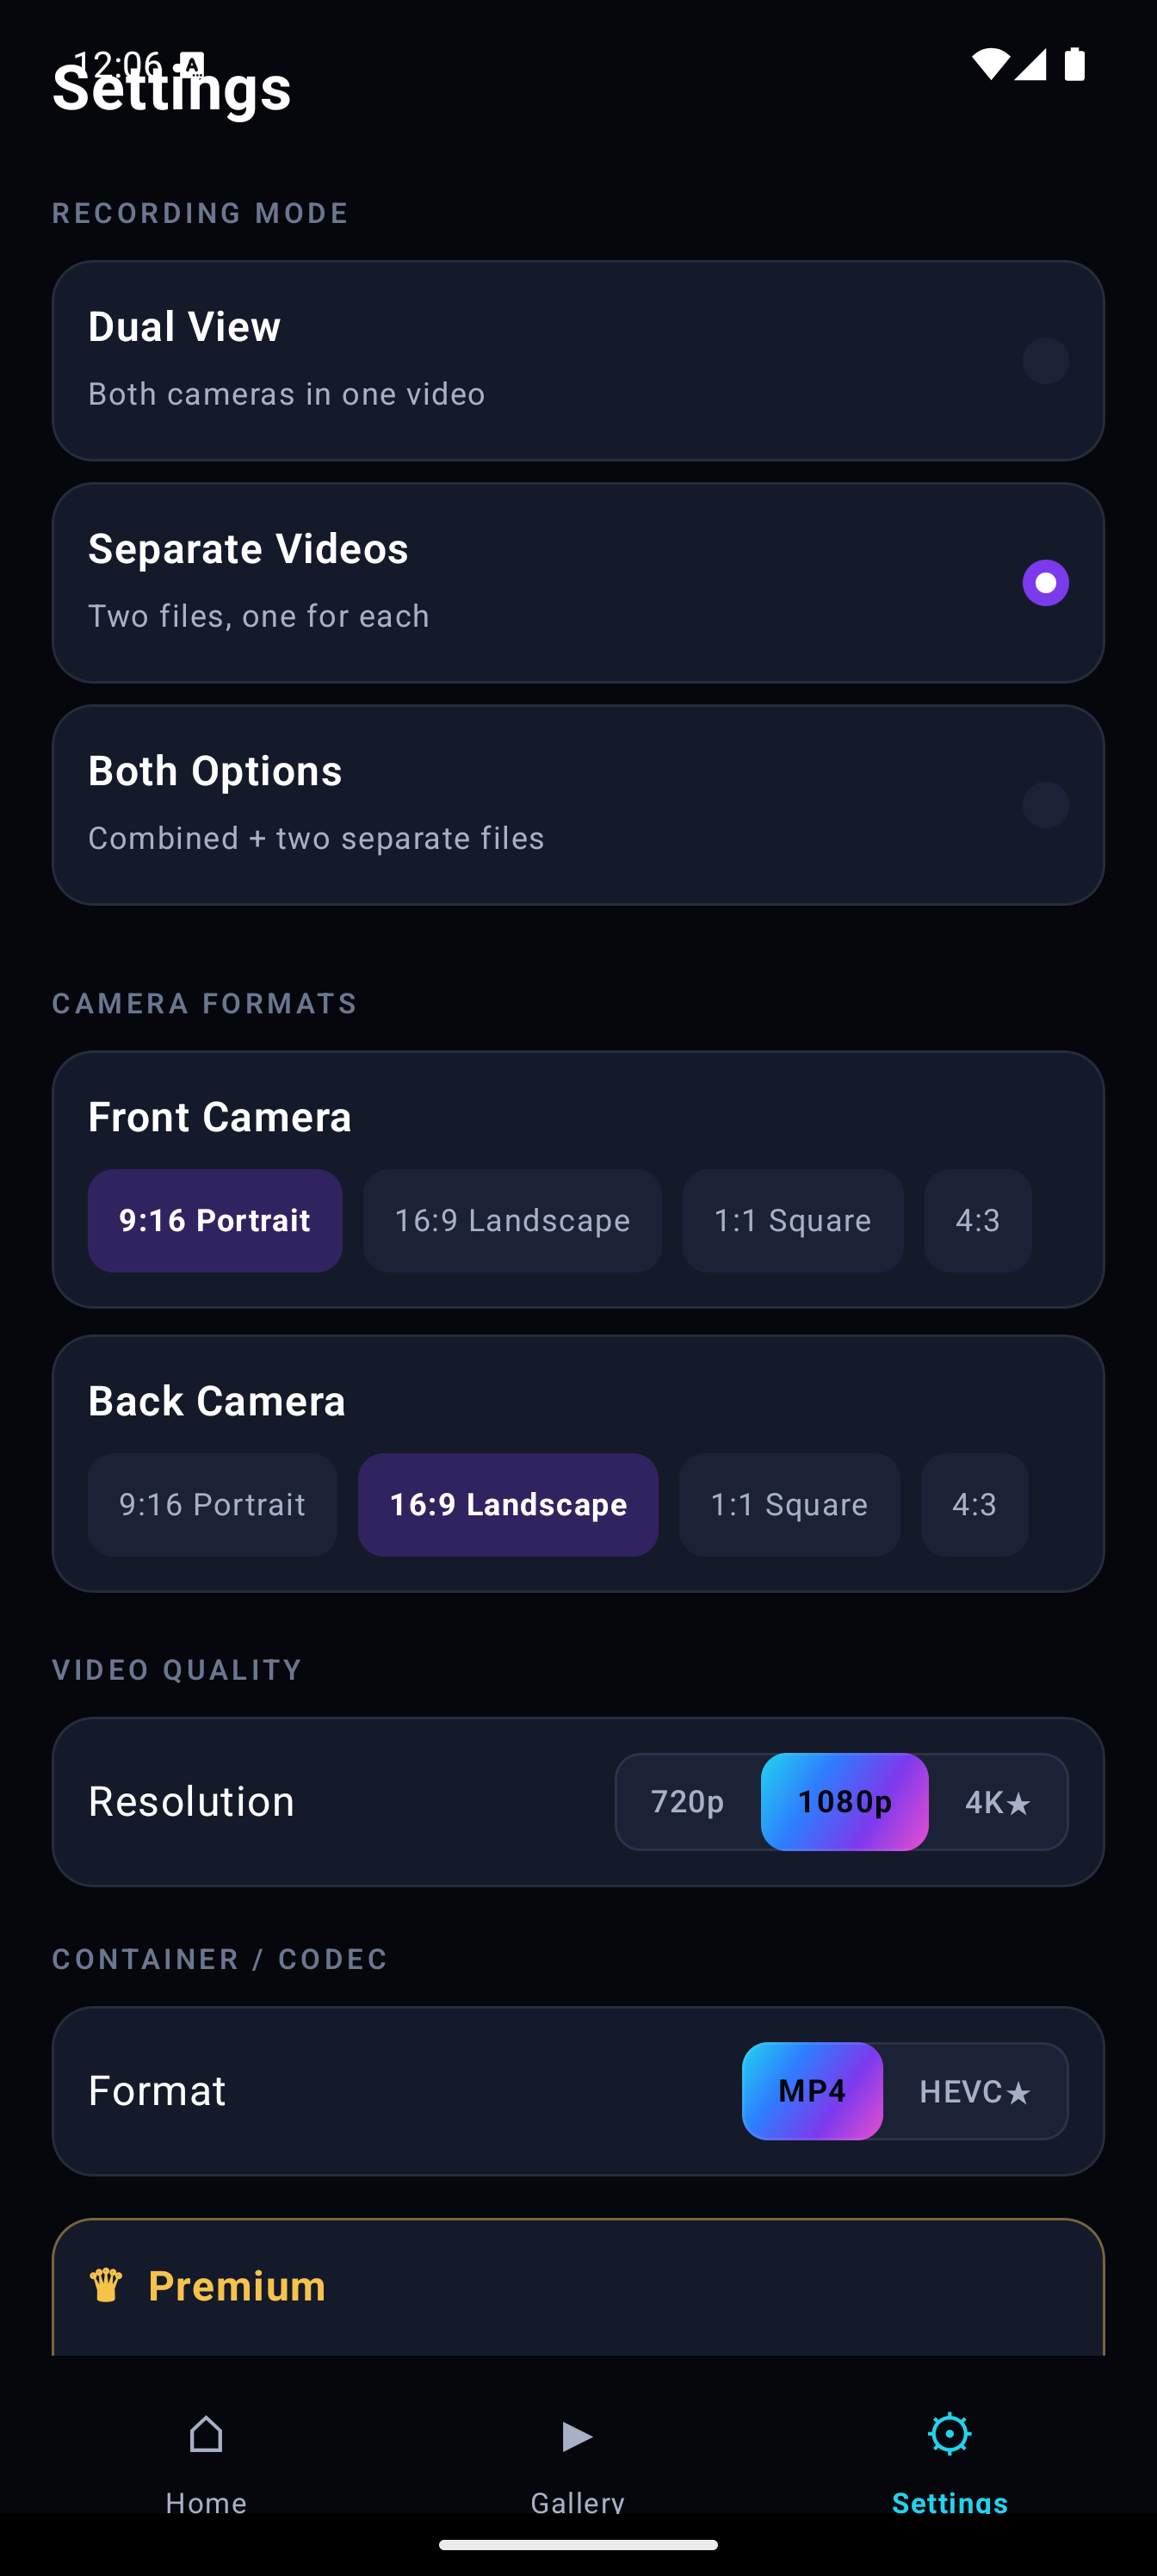 12:06
Settings
RECORDING MODE
Dual View
Both cameras in one video
Separate Videos
Two files, one for each
Both Options
Combined + two separate files
CAMERA FORMATS
Front Camera
9:16 Portrait 16:9 Landscape 1:1 Square 4:3
Back Camera
9:16 Portrait 16:9 Landscape 1:1 Square 4:3
VIDEO QUALITY
Resolution 720p 1080p 4K★
CONTAINER / CODEC
Format MP4 HEVC★
♛ Premium
Home Gallery Settings